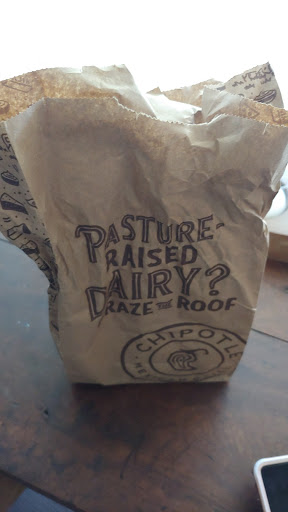 PASTURE-
RAISED
DAIRY?
RAZE THE ROOF
CHIPOTLE